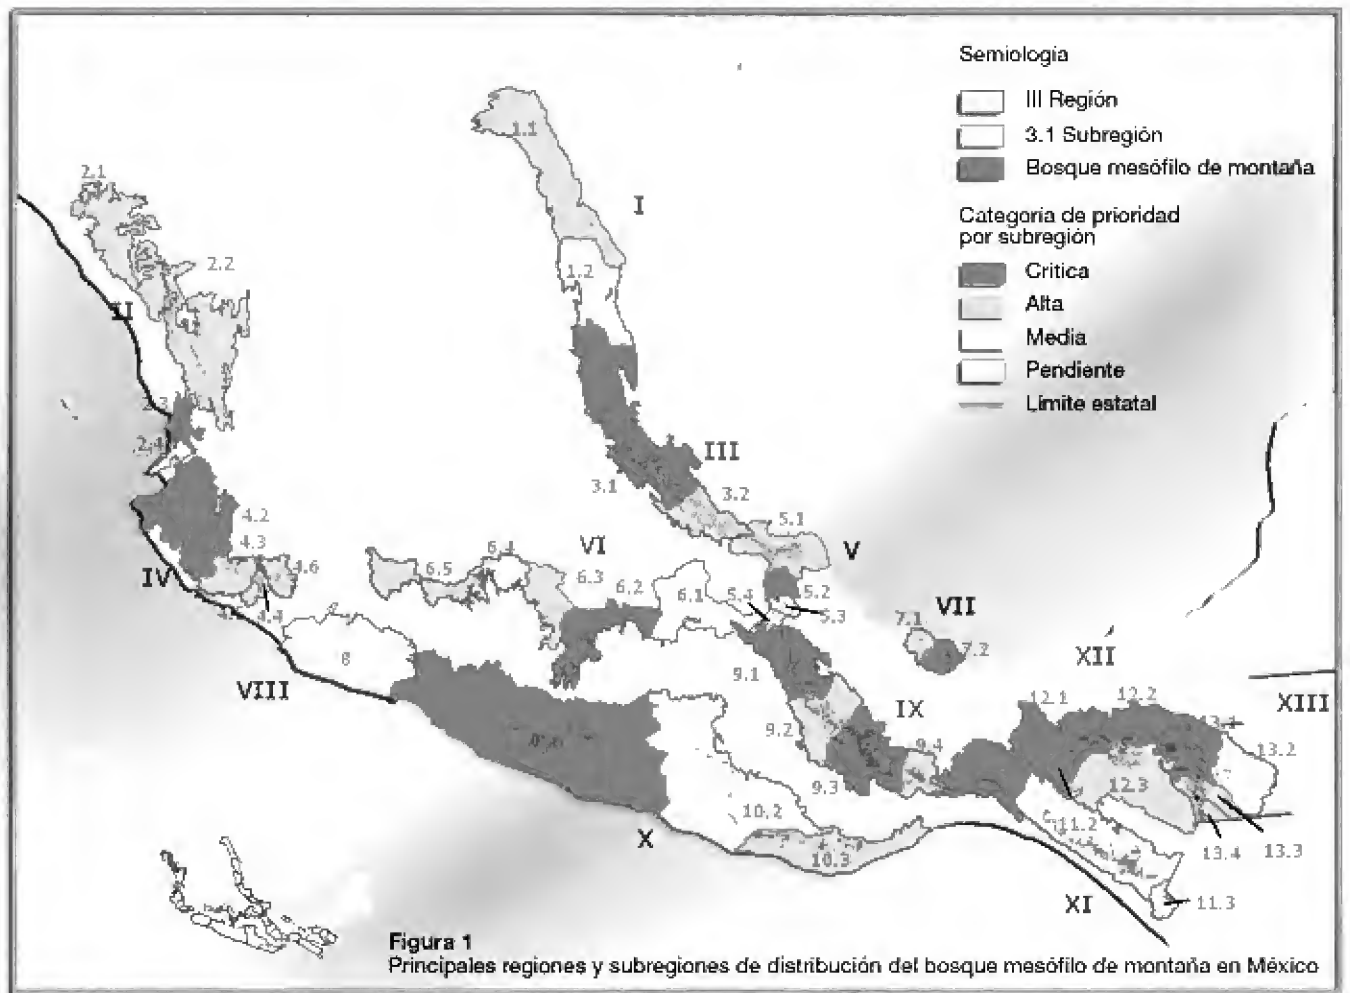 Semiología
III Región
3.1 Subregión
Bosque mesófilo de montaña
Categoria de prioridad
por subregión
Critica
Alta
Media
Pendiente
Límite estatal
1.1
I
1.2
2.1
2.2
II
2.3
2.4
III
3.1
3.2
4.2
4.3
4.6
IV
4.4
5.1
V
5.2
5.3
5.4
VI
6.4
6.5
6.3
6.2
6.1
VII
7.1
7.2
8
VIII
9.1
9.2
IX
9.3
9.4
X
10.2
10.3
XI
11.2
11.3
XII
12.1
12.2
12.3
XIII
13.1
13.2
13.3
13.4
Figura 1
Principales regiones y subregiones de distribución del bosque mesófilo de montaña en México